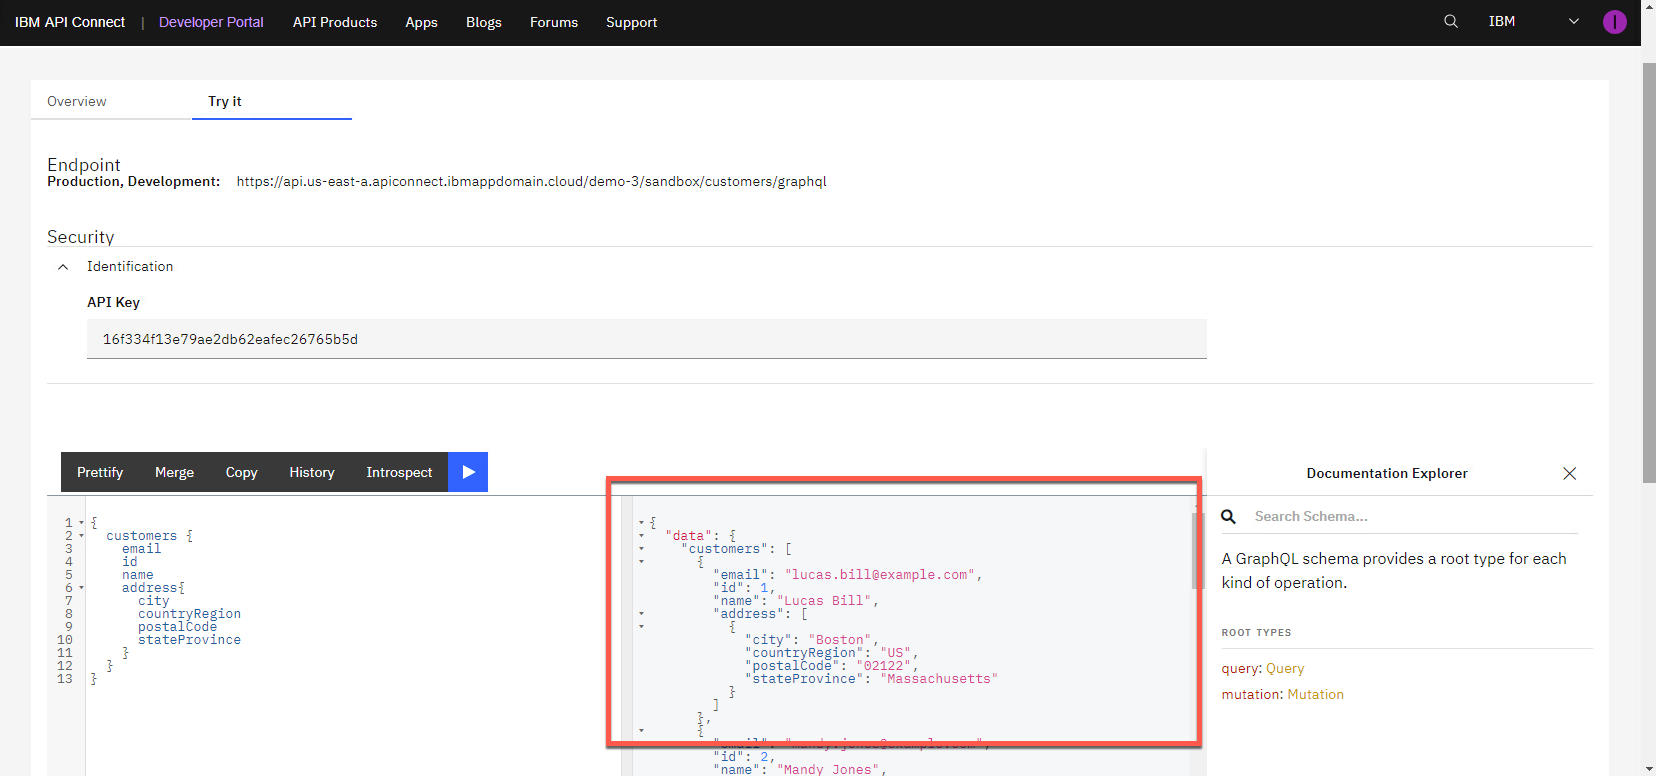 IBM API Connect | Developer Portal API Products Apps Blogs Forums Support IBM I
Overview Try it
Endpoint
Production, Development: https://api.us-east-a.apiconnect.ibmappdomain.cloud/demo-3/sandbox/customers/graphql
Security
Identification
API Key
16f334f13e79ae2db62eafec26765b5d
Prettify Merge Copy History Introspect
1 {
2 customers {
3 email
4 id
5 name
6 address{
7 city
8 countryRegion
9 postalCode
10 stateProvince
11 }
12 }
13 }
{
"data": {
"customers": [
{
"email": "lucas.bill@example.com",
"id": 1,
"name": "Lucas Bill",
"address": [
{
"city": "Boston",
"countryRegion": "US",
"postalCode": "02122",
"stateProvince": "Massachusetts"
}
]
},
{
"email": "mandy.jones@example.com",
"id": 2,
"name": "Mandy Jones",
Documentation Explorer
Search Schema...
A GraphQL schema provides a root type for each
kind of operation.
ROOT TYPES
query: Query
mutation: Mutation